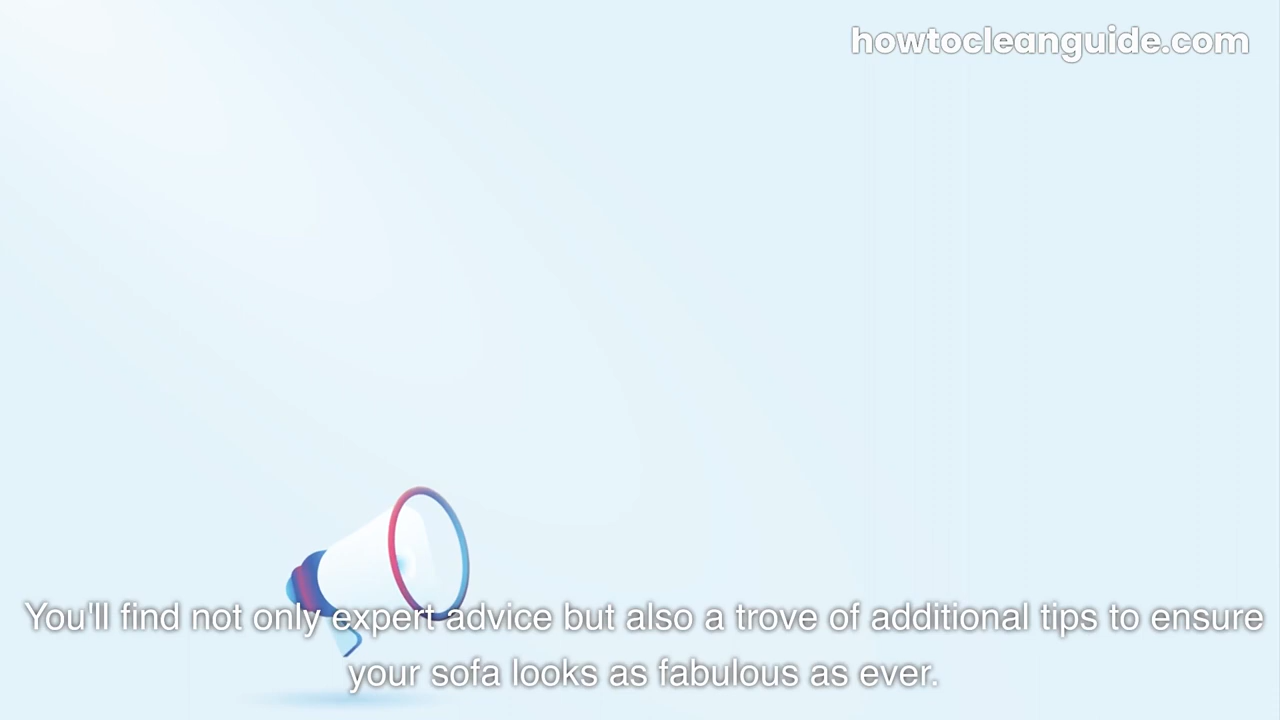 howtocleanguide.com
You'll find not only expert advice but also a trove of additional tips to ensure
your sofa looks as fabulous as ever.